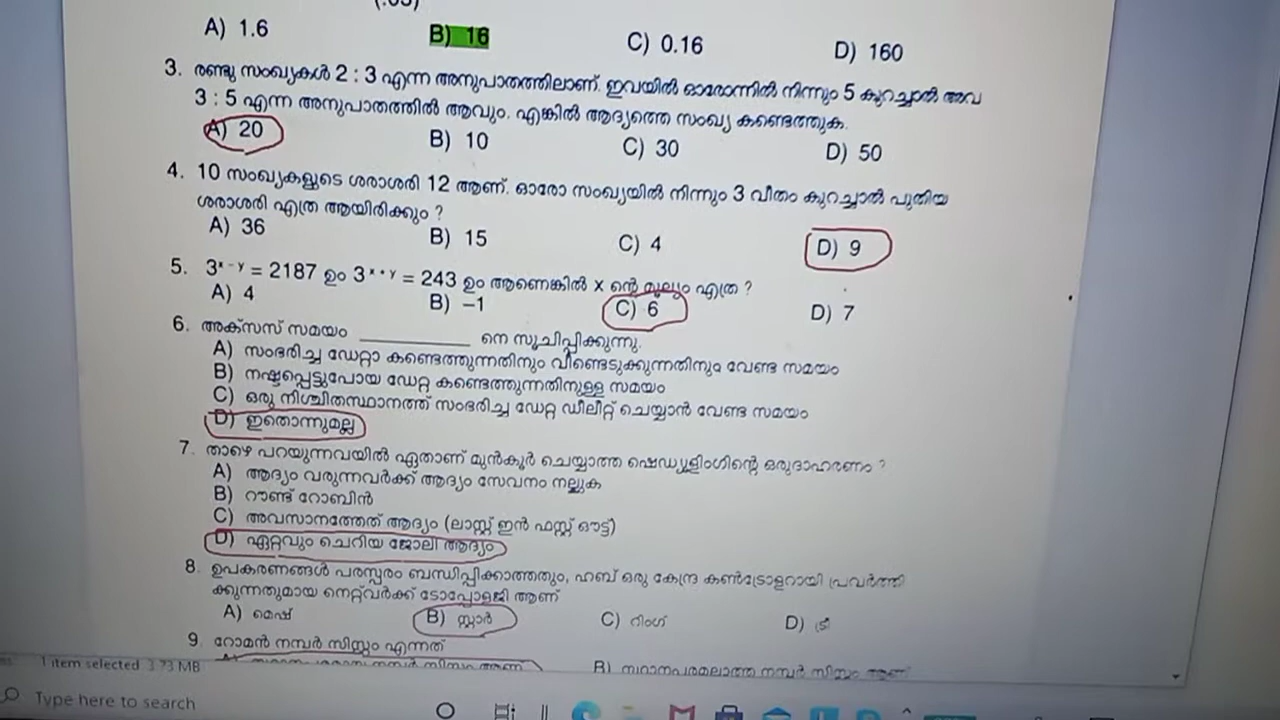 A) 1.6 B) 16 C) 0.16 D) 160
3. രണ്ടു സംഖ്യകൾ 2 : 3 എന്ന അനുപാതത്തിലാണ്. ഇവയിൽ ഓരോന്നിൽ നിന്നും 5 കുറച്ചാൽ അവ
3 : 5 എന്ന അനുപാതത്തിൽ ആവും. എങ്കിൽ ആദ്യത്തെ സംഖ്യ കണ്ടെത്തുക.
A) 20 B) 10 C) 30 D) 50
4. 10 സംഖ്യകളുടെ ശരാശരി 12 ആണ്. ഓരോ സംഖ്യയിൽ നിന്നും 3 വീതം കുറച്ചാൽ പുതിയ
ശരാശരി എത്ര ആയിരിക്കും ?
A) 36 B) 15 C) 4 D) 9
5. 3ˣ⁻ʸ = 2187 ഉം 3ˣ⁺ʸ = 243 ഉം ആണെങ്കിൽ x ന്റെ മൂല്യം എത്ര ?
A) 4 B) –1 C) 6 D) 7
6. അക്സസ് സമയം __________ നെ സൂചിപ്പിക്കുന്നു.
A) സംഭരിച്ച ഡേറ്റാ കണ്ടെത്തുന്നതിനും വീണ്ടെടുക്കുന്നതിനും വേണ്ട സമയം
B) നഷ്ടപ്പെട്ടുപോയ ഡേറ്റ കണ്ടെത്തുന്നതിനുള്ള സമയം
C) ഒരു നിശ്ചിതസ്ഥാനത്ത് സംഭരിച്ച ഡേറ്റ ഡീലീറ്റ് ചെയ്യാൻ വേണ്ട സമയം
D) ഇതൊന്നുമല്ല
7. താഴെ പറയുന്നവയിൽ ഏതാണ് മുൻകൂർ ചെയ്യാത്ത ഷെഡ്യൂളിംഗിന്റെ ഒരുദാഹരണം ?
A) ആദ്യം വരുന്നവർക്ക് ആദ്യം സേവനം നല്ലുക
B) റൗണ്ട് റോബിൻ
C) അവസാനത്തേത് ആദ്യം (ലാസ്റ്റ് ഇൻ ഫസ്റ്റ് ഔട്ട്)
D) ഏറ്റവും ചെറിയ ജോലി ആദ്യം
8. ഉപകരണങ്ങൾ പരസ്പരം ബന്ധിപ്പിക്കാത്തതും, ഹബ് ഒരു കേന്ദ്ര കൺട്രോളറായി പ്രവർത്തി
ക്കുന്നതുമായ നെറ്റ്‌വർക്ക് ടോപ്പോളജി ആണ്
A) മെഷ് B) സ്റ്റാർ C) റിംഗ് D) ട്രീ
9. റോമൻ നമ്പർ സിസ്റ്റം എന്നത്
B) സ്ഥാനപരമല്ലാത്ത നമ്പർ സിസ്റ്റം ആണ്
1 item selected 3.73 MB
Type here to search